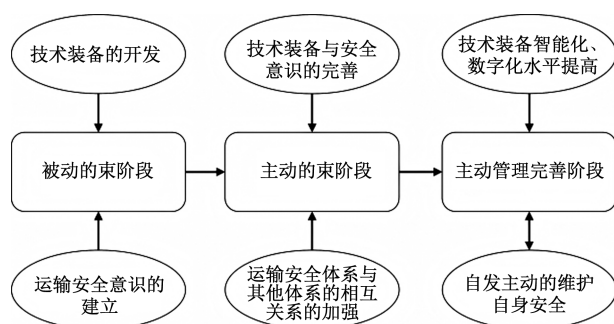 技术装备的开发
技术装备与安全
意识的完善
技术装备智能化、
数字化水平提高
被动的束阶段
主动的束阶段
主动管理完善阶段
运输安全意识的
建立
运输安全体系与
其他体系的相互
关系的加强
自发主动的维护
自身安全